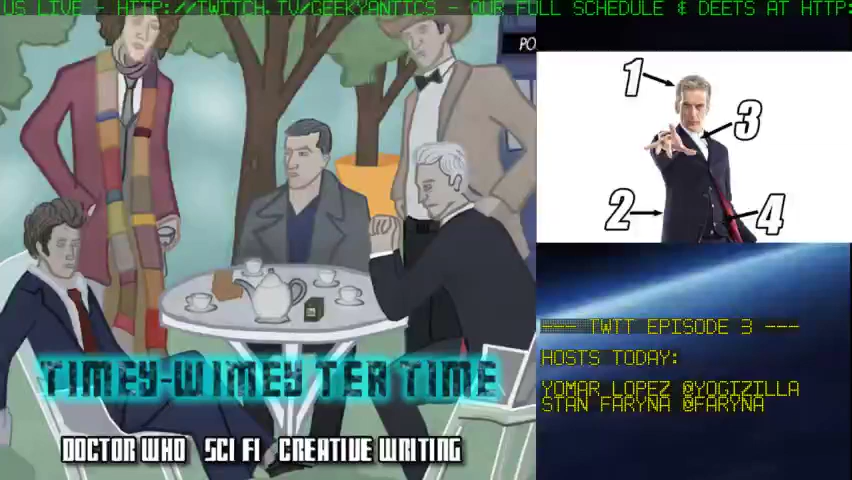 US LIVE - HTTP://TWITCH.TV/GEEKYANTICS - OUR FULL SCHEDULE & DEETS AT HTTP:
PO
1
3
2
4
--- TWTT EPISODE 3 ---
HOSTS TODAY:
YOMAR LOPEZ @YOGIZILLA
STAN FARYNA @FARYNA
TIMEY-WIMEY TEA TIME
DOCTOR WHO SCI FI CREATIVE WRITING